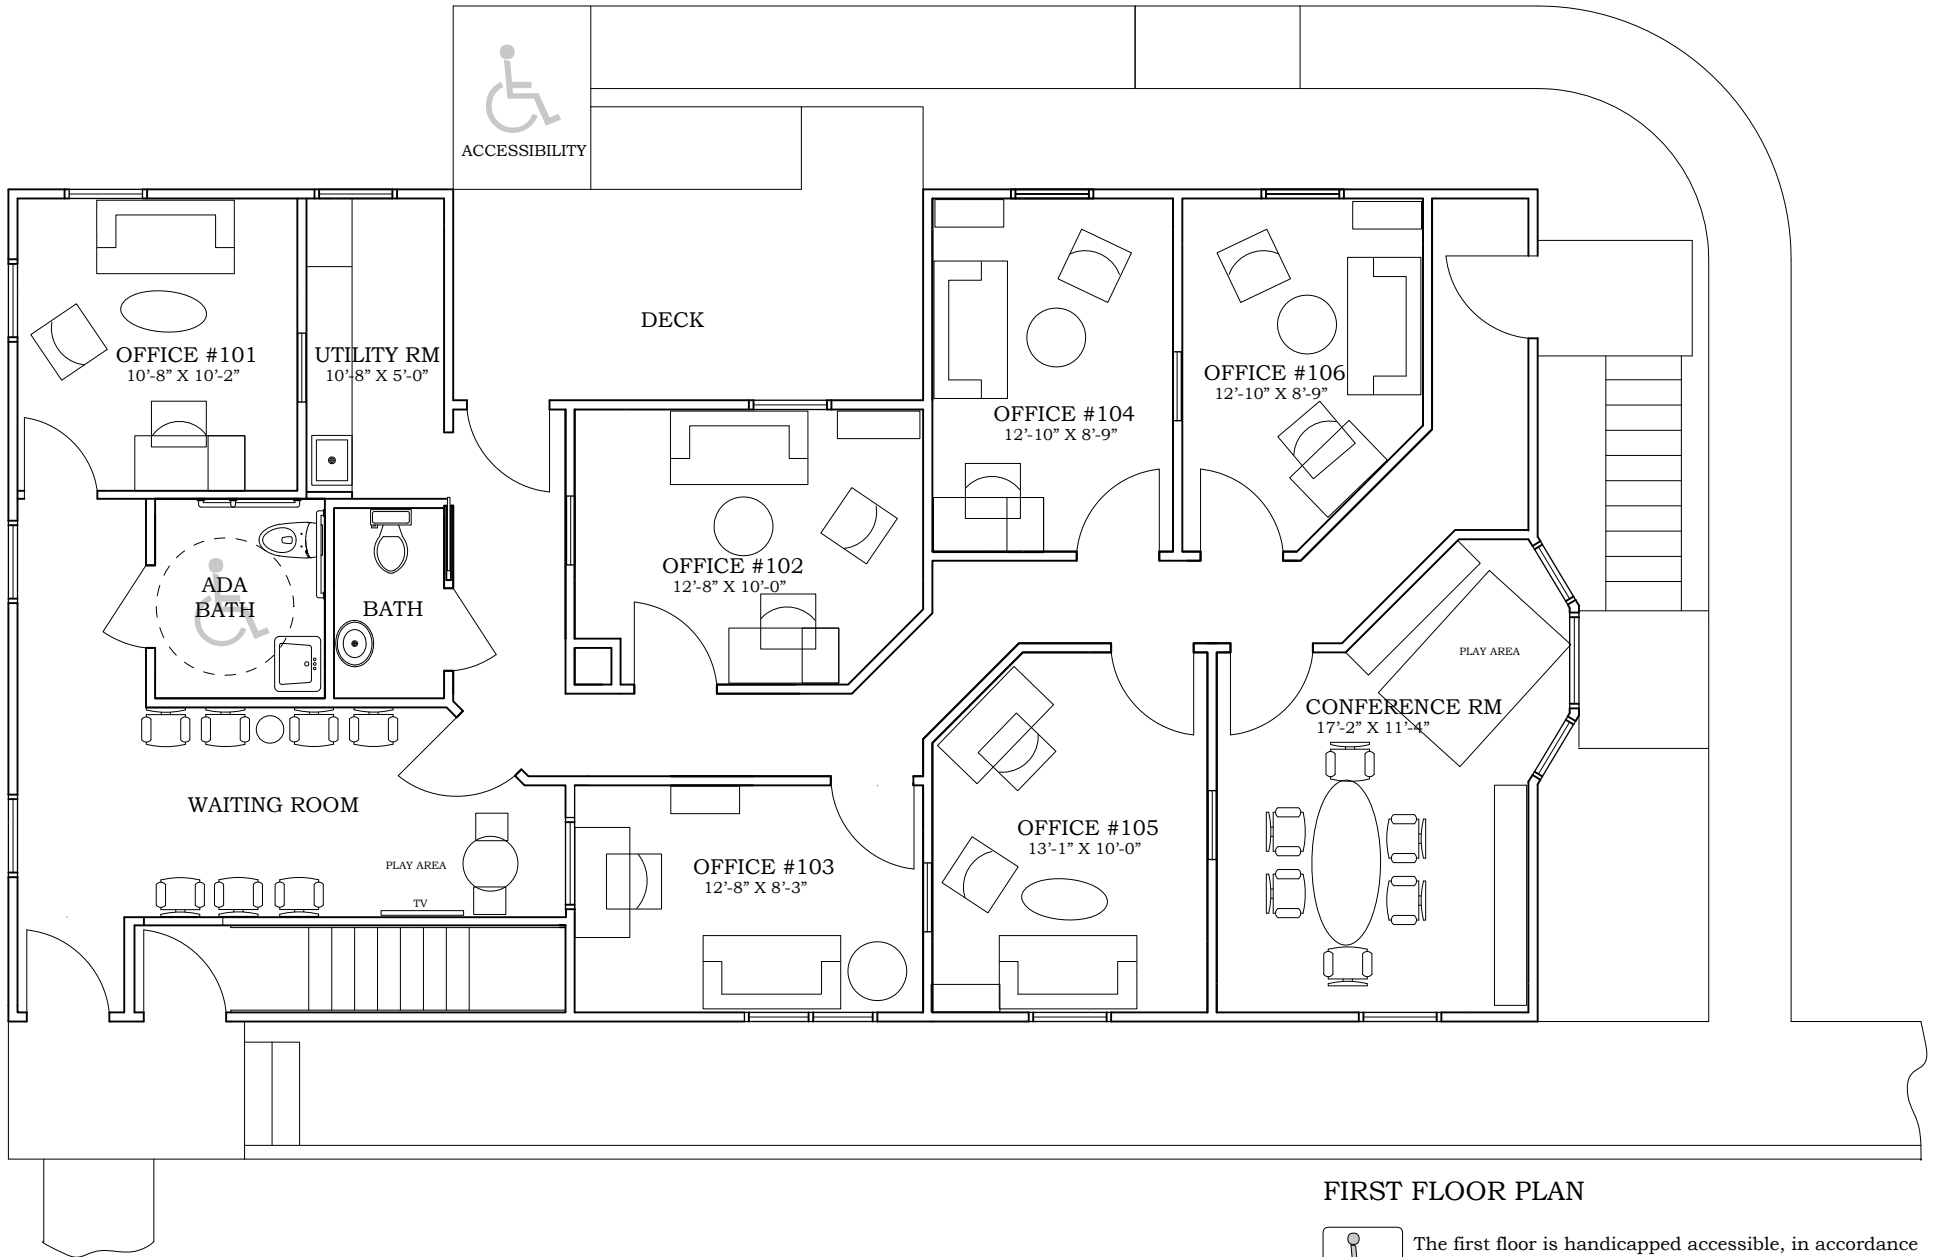 ACCESSIBILITY
DECK
OFFICE #101
10’-8” X 10’-2”
UTILITY RM
10’-8” X 5’-0”
OFFICE #104
12’-10” X 8’-9”
OFFICE #106
12’-10” X 8’-9”
OFFICE #102
12’-8” X 10’-0”
ADA
BATH
BATH
PLAY AREA
CONFERENCE RM
17’-2” X 11’-4”
WAITING ROOM
PLAY AREA
TV
OFFICE #103
12’-8” X 8’-3”
OFFICE #105
13’-1” X 10’-0”
FIRST FLOOR PLAN
The first floor is handicapped accessible, in accordance